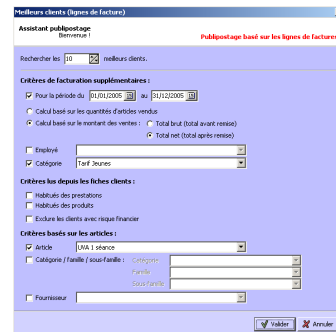 Meilleurs clients (lignes de facture)
Assistant publipostage
Bienvenue !
Publipostage basé sur les lignes de facture
Rechercher les 10 meilleurs clients.
Critères de facturation supplémentaires :
Pour la période du 01/01/2005 au 31/12/2005
Calcul basé sur les quantités d'articles vendus
Calcul basé sur le montant des ventes : Total brut (total avant remise)
Total net (total après remise)
Employé
Catégorie Tarif Jeunes
Critères lus depuis les fiches clients :
Habitués des prestations
Habitués des produits
Exclure les clients avec risque financier
Critères basés sur les articles :
Article UVA 1 séance
Catégorie / famille / sous-famille : Catégorie
Famille
Sous-famille
Fournisseur
Valider Annuler